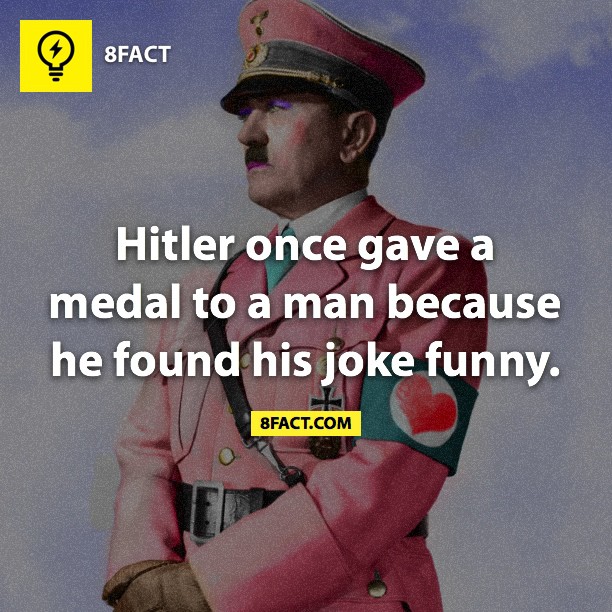 8FACT
Hitler once gave a
medal to a man because
he found his joke funny.
8FACT.COM